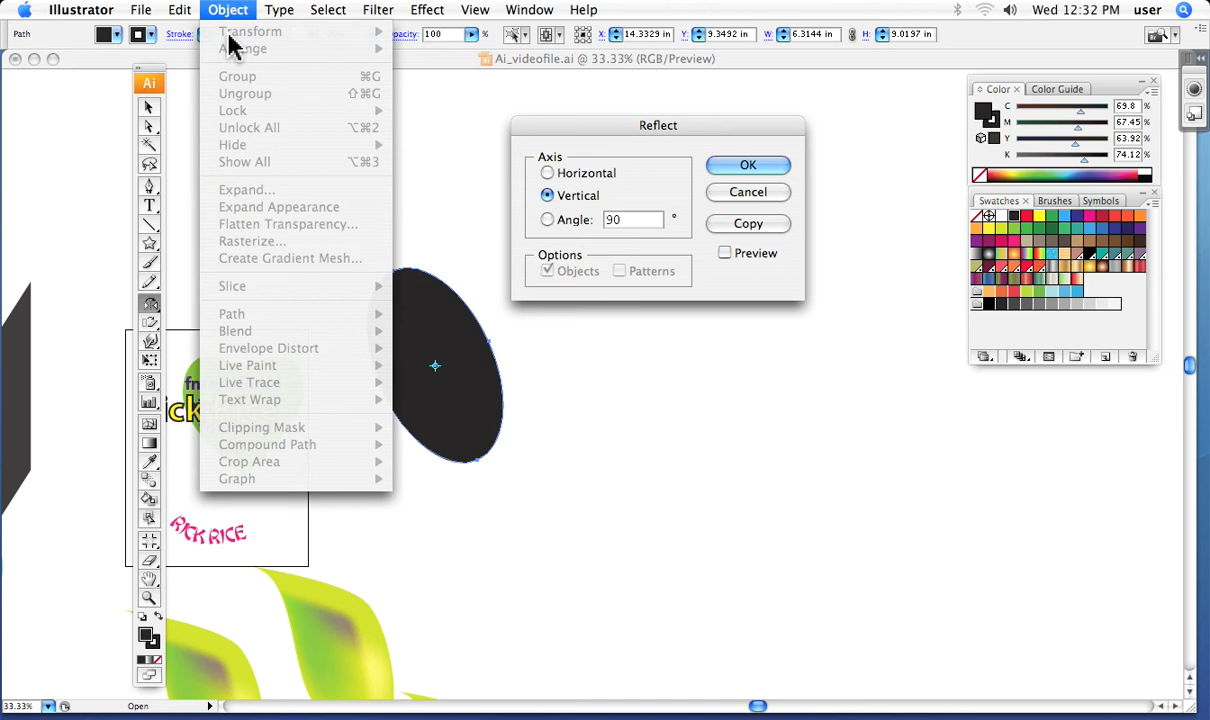 Illustrator File Edit Object Type Select Filter Effect View Window Help Wed 12:32 PM user
Path Stroke: pacity: 100 X: 14.3329 in Y: 9.3492 in W: 6.3144 in H: 9.0197 in
Ai_videofile.ai @ 33.33% (RGB/Preview)
Ai
Transform
Arrange
Group ⌘G
Ungroup ⇧⌘G
Lock
Unlock All ⌥⌘2
Hide
Show All ⌥⌘3
Expand...
Expand Appearance
Flatten Transparency...
Rasterize...
Create Gradient Mesh...
Slice
Path
Blend
Envelope Distort
Live Paint
Live Trace
Text Wrap
Clipping Mask
Compound Path
Crop Area
Graph
Reflect
Axis
Horizontal
Vertical
Angle: 90 °
Options
Objects Patterns
OK
Cancel
Copy
Preview
Color Color Guide
C 69.8 %
M 67.45 %
Y 63.92 %
K 74.12 %
Swatches Brushes Symbols
RICK RICE
33.33% Open